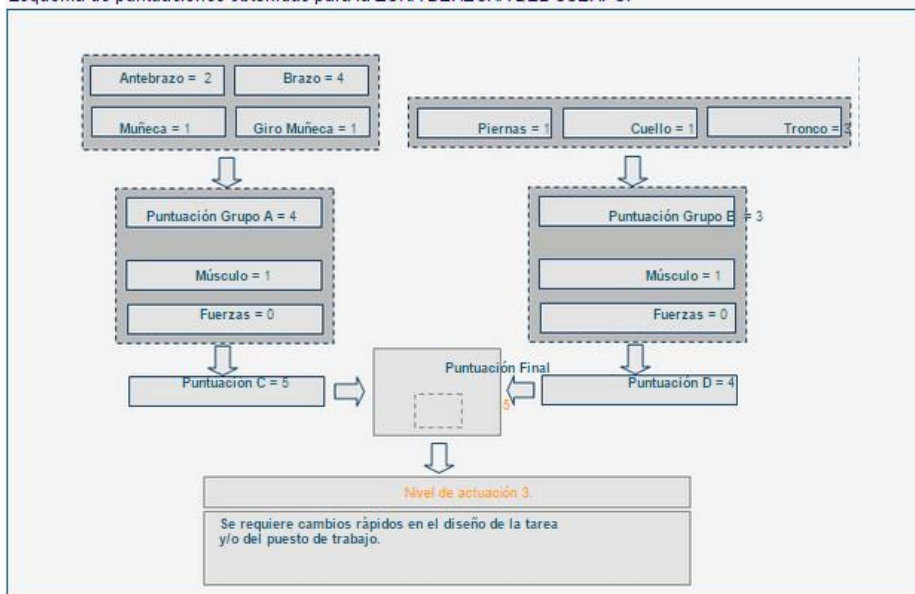 Antebrazo = 2
Brazo = 4
Muñeca = 1
Giro Muñeca = 1
Piernas = 1
Cuello = 1
Tronco = 3
Puntuación Grupo A = 4
Músculo = 1
Fuerzas = 0
Puntuación Grupo B = 3
Músculo = 1
Fuerzas = 0
Puntuación C = 5
Puntuación Final
5
Puntuación D = 4
Nivel de actuación 3.
Se requiere cambios rápidos en el diseño de la tarea
y/o del puesto de trabajo.